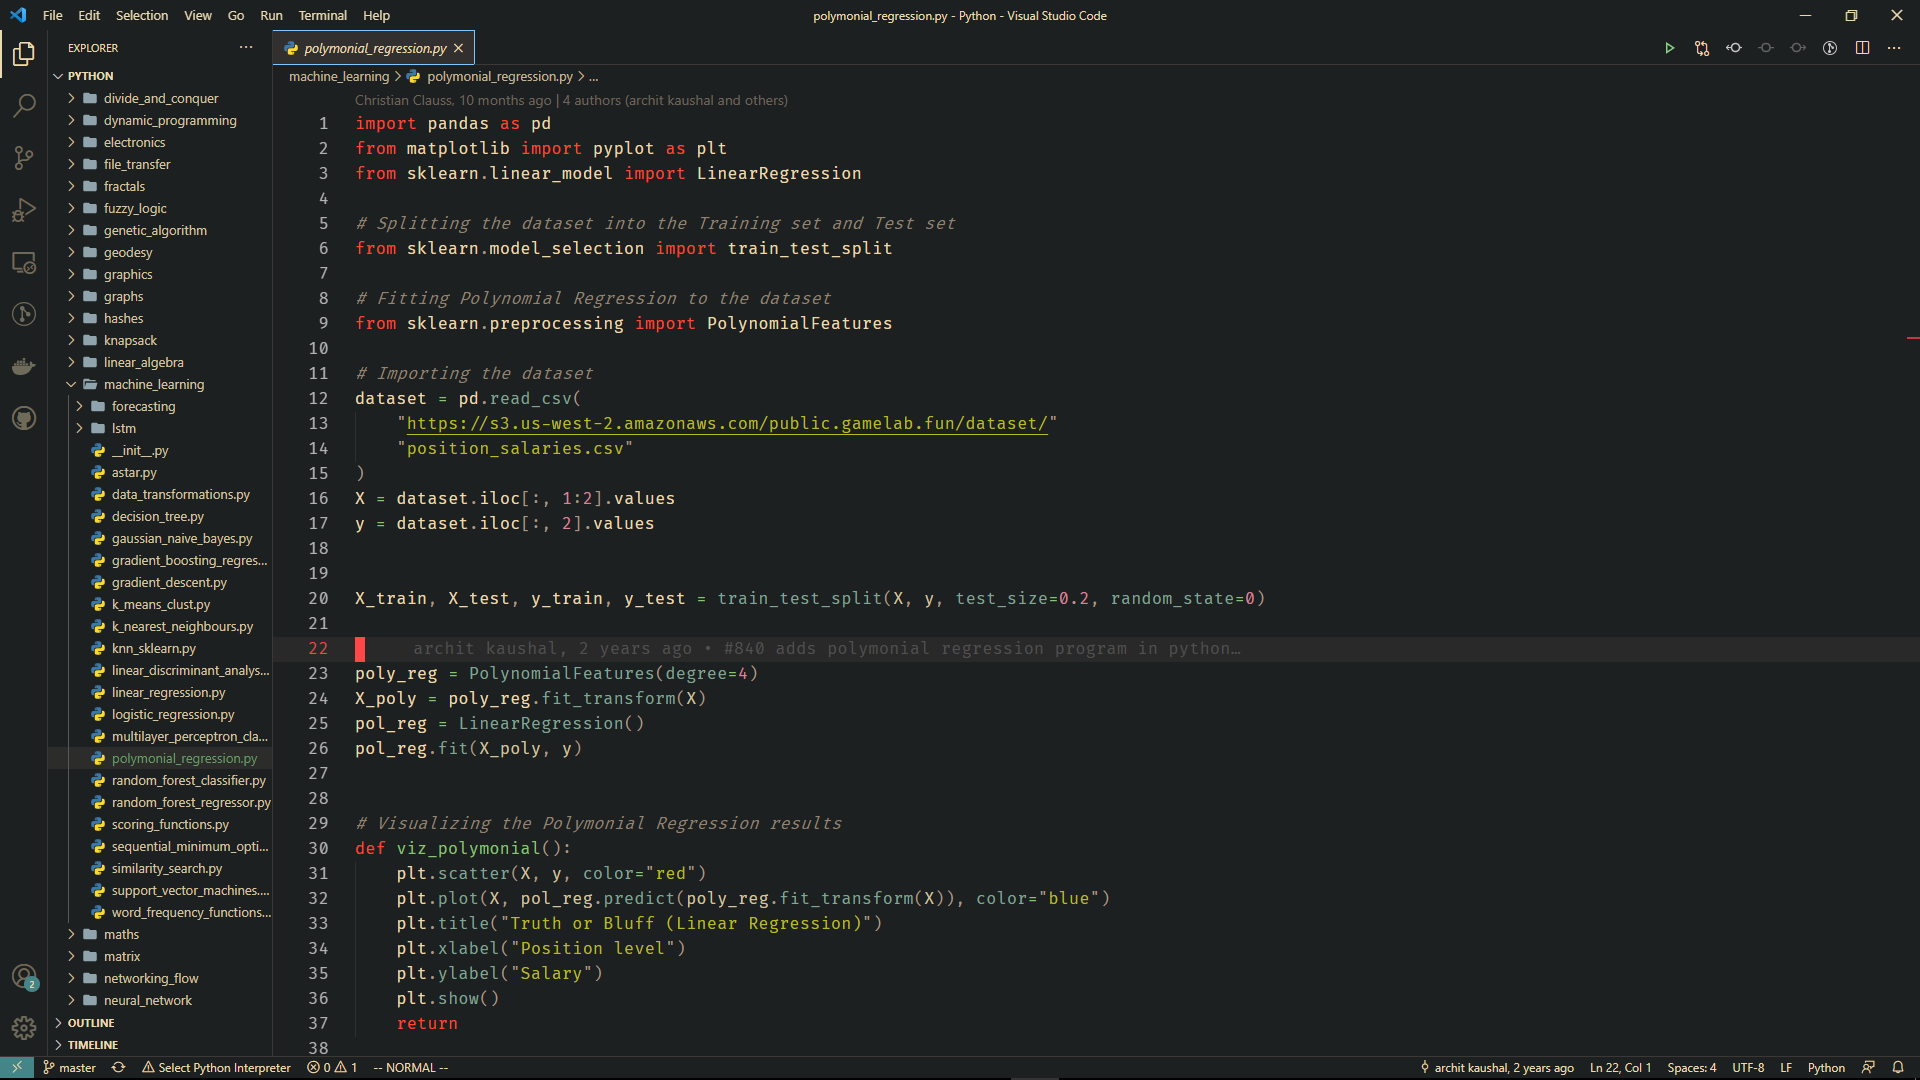 File Edit Selection View Go Run Terminal Help
polymonial_regression.py - Python - Visual Studio Code
EXPLORER
PYTHON
divide_and_conquer
dynamic_programming
electronics
file_transfer
fractals
fuzzy_logic
genetic_algorithm
geodesy
graphics
graphs
hashes
knapsack
linear_algebra
machine_learning
forecasting
lstm
__init__.py
astar.py
data_transformations.py
decision_tree.py
gaussian_naive_bayes.py
gradient_boosting_regres...
gradient_descent.py
k_means_clust.py
k_nearest_neighbours.py
knn_sklearn.py
linear_discriminant_analys...
linear_regression.py
logistic_regression.py
multilayer_perceptron_cla...
polymonial_regression.py
random_forest_classifier.py
random_forest_regressor.py
scoring_functions.py
sequential_minimum_opti...
similarity_search.py
support_vector_machines....
word_frequency_functions...
maths
matrix
networking_flow
neural_network
OUTLINE
TIMELINE
2
polymonial_regression.py
machine_learning > polymonial_regression.py > ...
Christian Clauss, 10 months ago | 4 authors (archit kaushal and others)
1 import pandas as pd
2 from matplotlib import pyplot as plt
3 from sklearn.linear_model import LinearRegression
4
5 # Splitting the dataset into the Training set and Test set
6 from sklearn.model_selection import train_test_split
7
8 # Fitting Polynomial Regression to the dataset
9 from sklearn.preprocessing import PolynomialFeatures
10
11 # Importing the dataset
12 dataset = pd.read_csv(
13     "https://s3.us-west-2.amazonaws.com/public.gamelab.fun/dataset/"
14     "position_salaries.csv"
15 )
16 X = dataset.iloc[:, 1:2].values
17 y = dataset.iloc[:, 2].values
18
19
20 X_train, X_test, y_train, y_test = train_test_split(X, y, test_size=0.2, random_state=0)
21
22 archit kaushal, 2 years ago • #840 adds polymonial regression program in python…
23 poly_reg = PolynomialFeatures(degree=4)
24 X_poly = poly_reg.fit_transform(X)
25 pol_reg = LinearRegression()
26 pol_reg.fit(X_poly, y)
27
28
29 # Visualizing the Polymonial Regression results
30 def viz_polymonial():
31     plt.scatter(X, y, color="red")
32     plt.plot(X, pol_reg.predict(poly_reg.fit_transform(X)), color="blue")
33     plt.title("Truth or Bluff (Linear Regression)")
34     plt.xlabel("Position level")
35     plt.ylabel("Salary")
36     plt.show()
37     return
38
master Select Python Interpreter 0 1 -- NORMAL -- archit kaushal, 2 years ago Ln 22, Col 1 Spaces: 4 UTF-8 LF Python